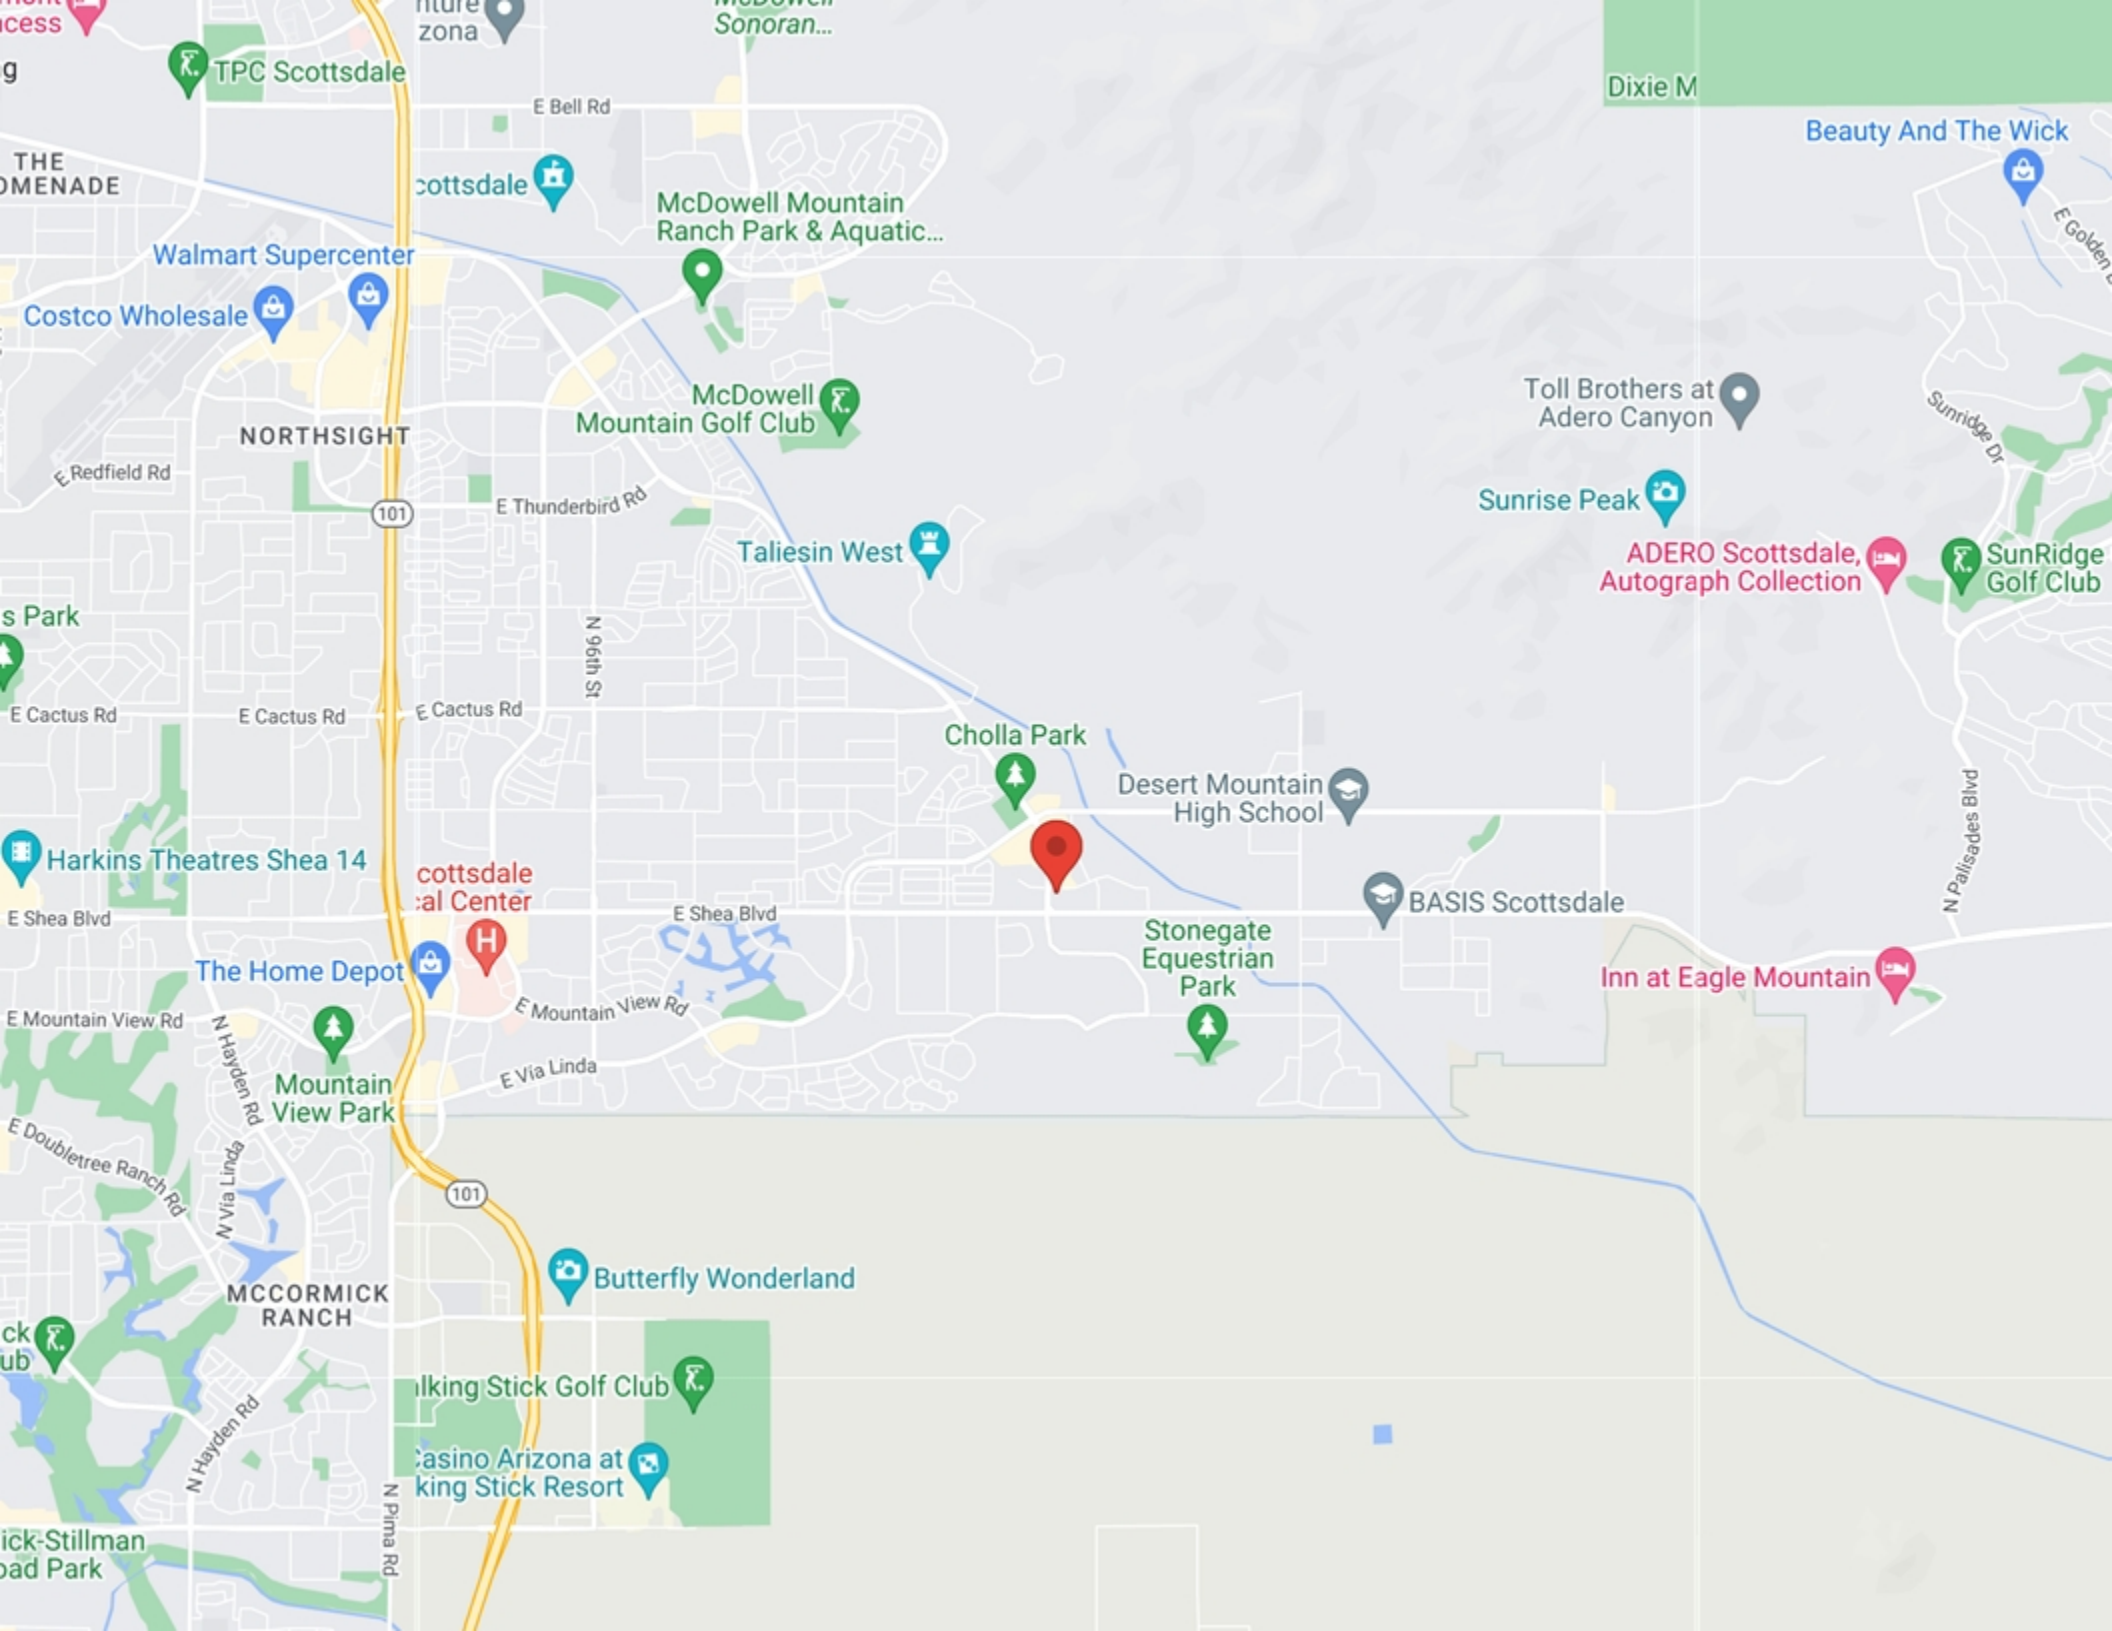 cess
TPC Scottsdale
zona
Sonoran...
g
E Bell Rd
Dixie M
Beauty And The Wick
THE
OMENADE
cottsdale
McDowell Mountain
Ranch Park & Aquatic...
E Golden
Walmart Supercenter
Costco Wholesale
McDowell
Mountain Golf Club
Toll Brothers at
Adero Canyon
Sunridge Dr
NORTHSIGHT
E Redfield Rd
E Thunderbird Rd
101
Sunrise Peak
Taliesin West
ADERO Scottsdale,
Autograph Collection
SunRidge
Golf Club
s Park
N 96th St
E Cactus Rd
E Cactus Rd
E Cactus Rd
Cholla Park
Desert Mountain
High School
N Palisades Blvd
Harkins Theatres Shea 14
cottsdale
cal Center
H
E Shea Blvd
E Shea Blvd
BASIS Scottsdale
Stonegate
Equestrian
Park
The Home Depot
Inn at Eagle Mountain
E Mountain View Rd
E Mountain View Rd
N Hayden Rd
E Via Linda
Mountain
View Park
E Doubletree Ranch Rd
N Via Linda
101
Butterfly Wonderland
MCCORMICK
RANCH
ck
ub
lking Stick Golf Club
Casino Arizona at
king Stick Resort
N Hayden Rd
N Pima Rd
ick-Stillman
oad Park